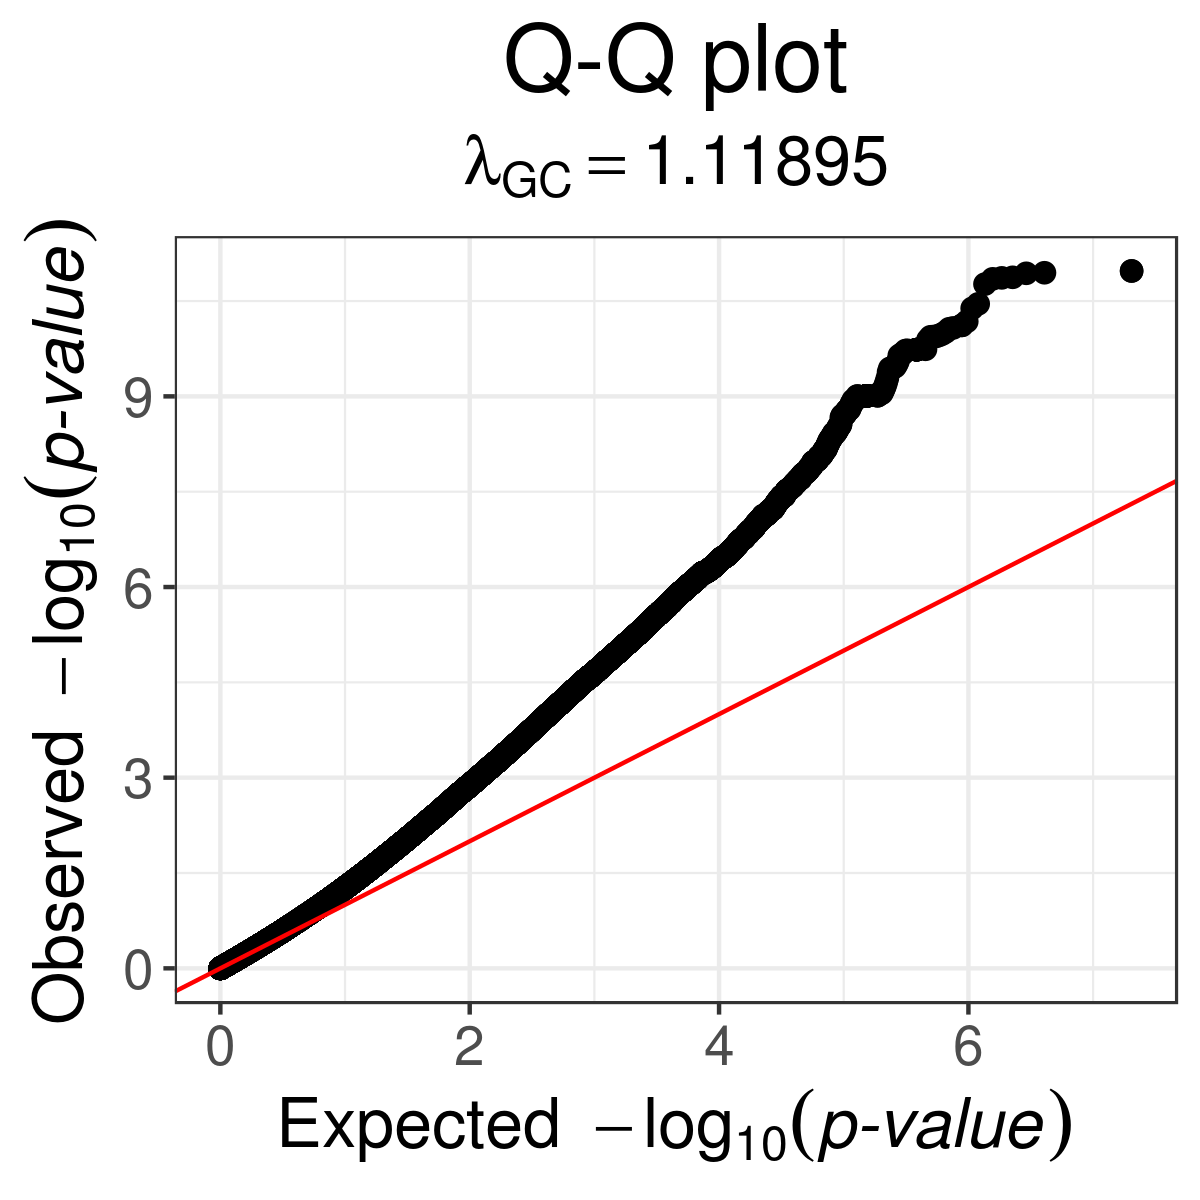 Q-Q plot
λGC = 1.11895
Observed −log10(p-value)
9
6
3
0
0 2 4 6
Expected −log10(p-value)